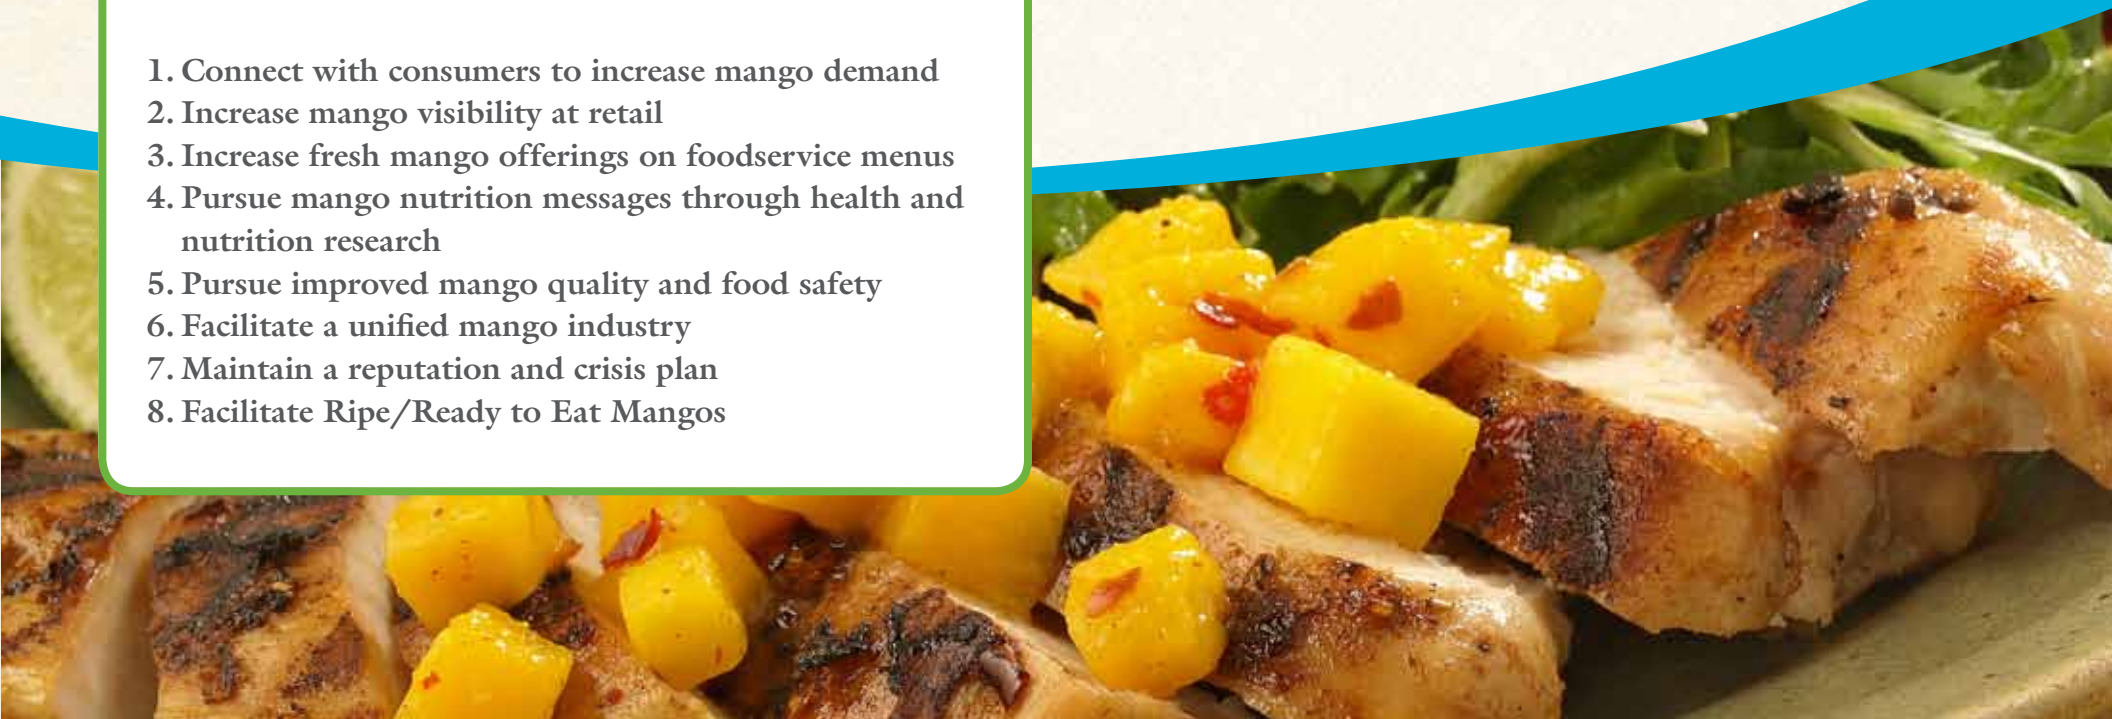 1. Connect with consumers to increase mango demand
2. Increase mango visibility at retail
3. Increase fresh mango offerings on foodservice menus
4. Pursue mango nutrition messages through health and
nutrition research
5. Pursue improved mango quality and food safety
6. Facilitate a unified mango industry
7. Maintain a reputation and crisis plan
8. Facilitate Ripe/Ready to Eat Mangos